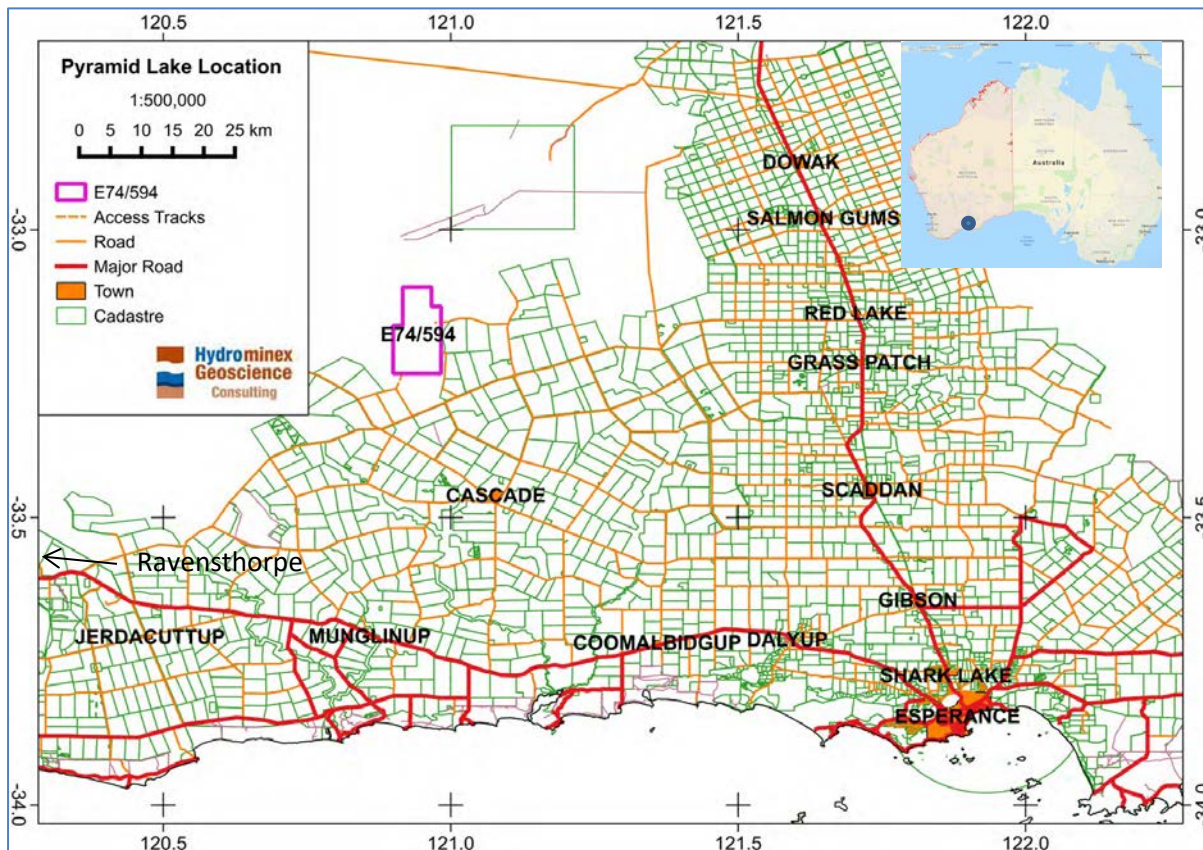 120.5 121.0 121.5 122.0
Pyramid Lake Location
1:500,000
0 5 10 15 20 25 km
E74/594
Access Tracks
Road
Major Road
Town
Cadastre
Hydrominex
Geoscience
Consulting
Australia
DOWAK
SALMON GUMS
-33.0
33.0
RED LAKE
E74/594
GRASS PATCH
SCADDAN
CASCADE
-33.5
33.5
Ravensthorpe
GIBSON
JERDACUTTUP
MUNGLINUP
COOMALBIDGUP
DALYUP
SHARK LAKE
ESPERANCE
-34.0
34.0
120.5 121.0 121.5 122.0